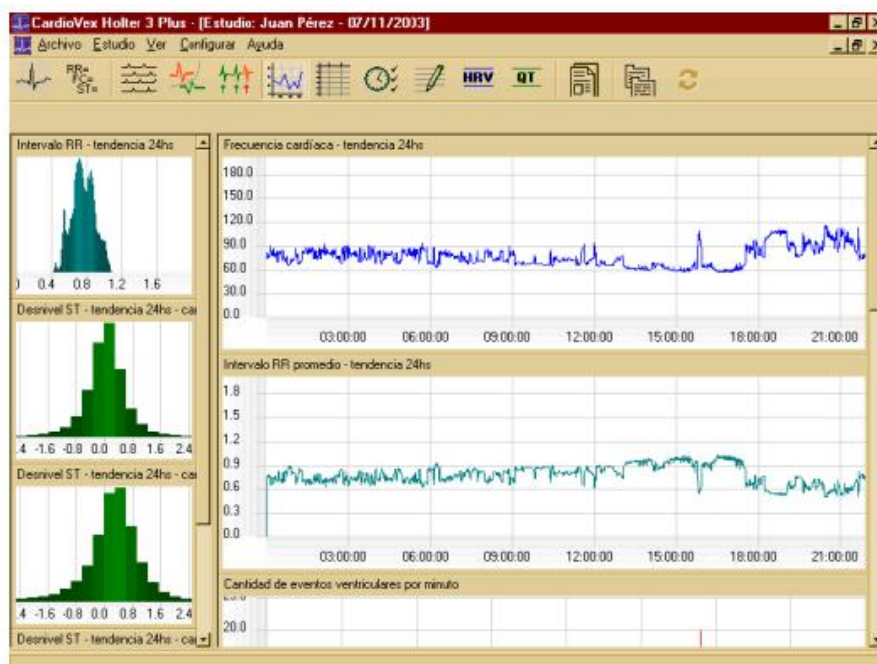 CardioVex Holter 3 Plus - [Estudio: Juan Pérez - 07/11/2003]
Archivo Estudio Ver Configurar Ayuda
RR= FC= ST= HRV QT
Intervalo RR - tendencia 24hs
0.4 0.8 1.2 1.6
Desnivel ST - tendencia 24hs - ca
.4 -1.6 -0.8 0.0 0.8 1.6 2.4
Desnivel ST - tendencia 24hs - ca
.4 -1.6 -0.8 0.0 0.8 1.6 2.4
Desnivel ST - tendencia 24hs - ca
Frecuencia cardíaca - tendencia 24hs
180.0
150.0
120.0
90.0
60.0
30.0
0.0
03:00:00 06:00:00 09:00:00 12:00:00 15:00:00 18:00:00 21:00:00
Intervalo RR promedio - tendencia 24hs
1.8
1.5
1.2
0.9
0.6
0.3
0.0
03:00:00 06:00:00 09:00:00 12:00:00 15:00:00 18:00:00 21:00:00
Cantidad de eventos ventriculares por minuto
20.0